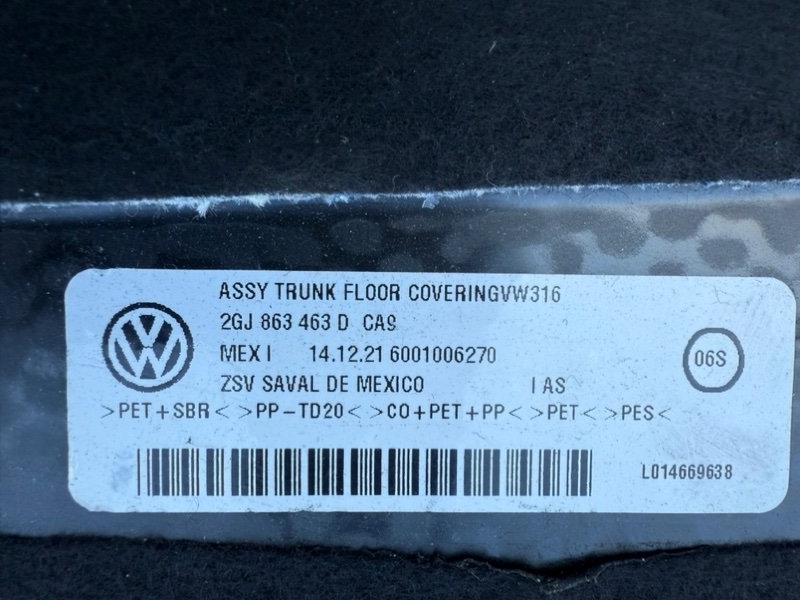 ASSY TRUNK FLOOR COVERINGVW316
2GJ 863 463 D CA9
MEX I 14.12.21 6001006270
06S
ZSV SAVAL DE MEXICO I AS
>PET+SBR< >PP-TD20< >CO+PET+PP< >PET< >PES<
L014669638